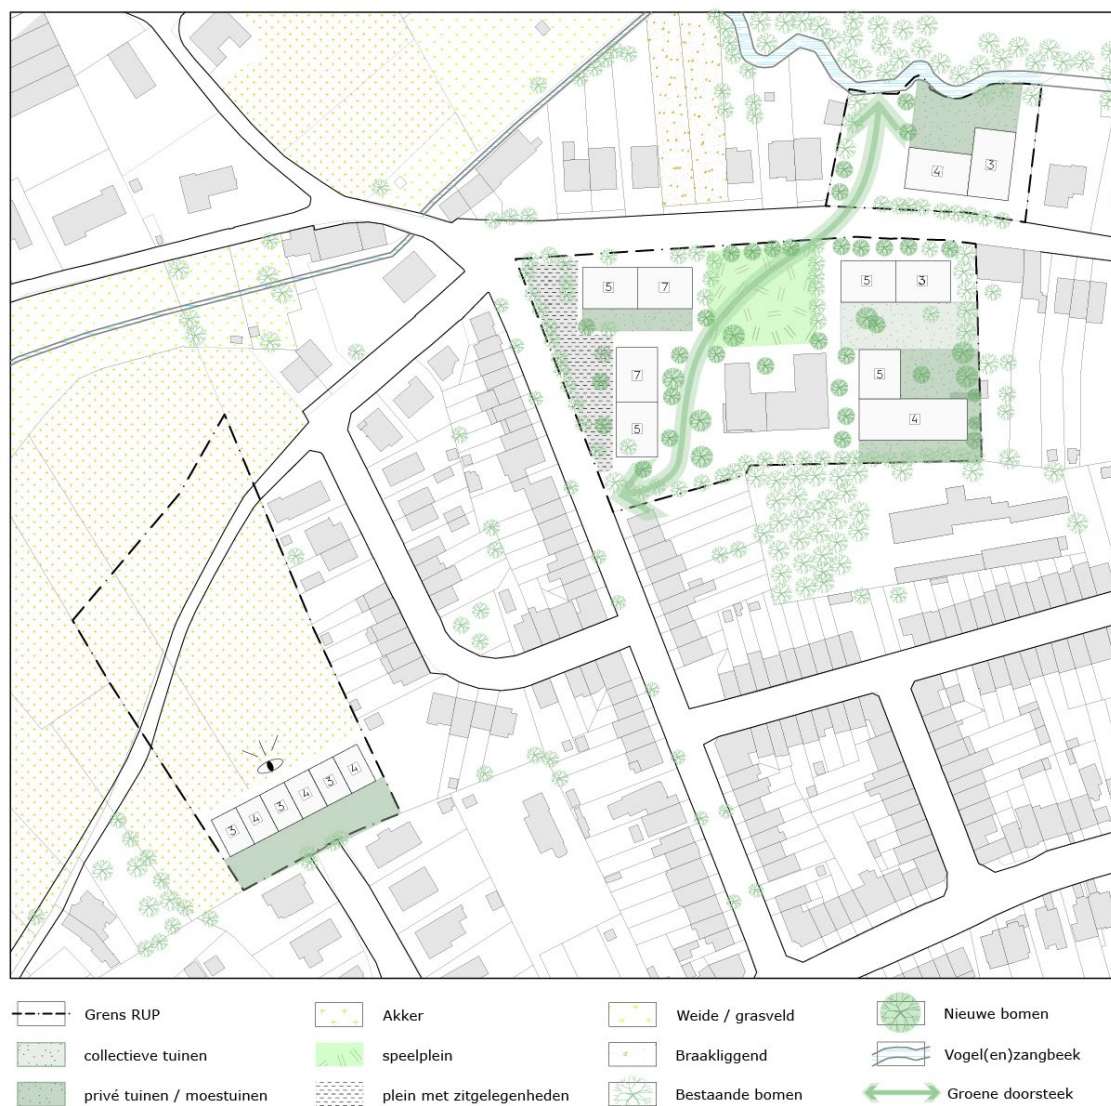 4
3
5
7
5
3
7
5
5
4
3
4
3
4
3
4
Grens RUP
Akker
Weide / grasveld
Nieuwe bomen
collectieve tuinen
speelplein
Braakliggend
Vogel(en)zangbeek
privé tuinen / moestuinen
plein met zitgelegenheden
Bestaande bomen
Groene doorsteek